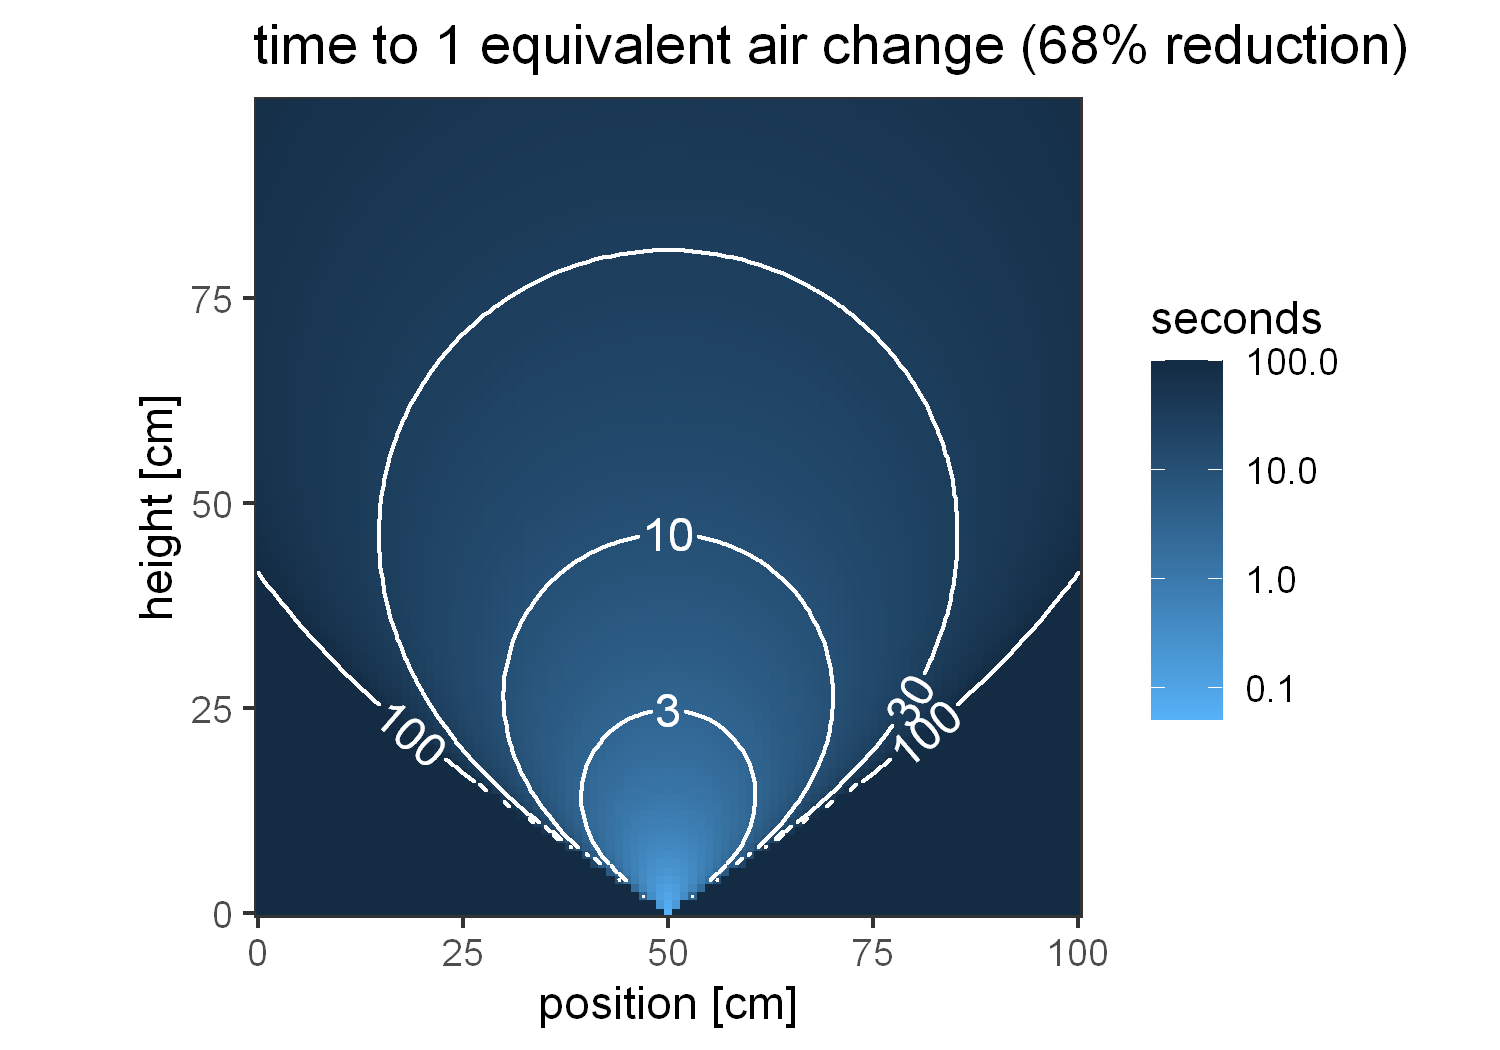 time to 1 equivalent air change (68% reduction)
height [cm]
75
50
25
0
0 25 50 75 100
position [cm]
10
3
30
100
100
seconds
100.0
10.0
1.0
0.1